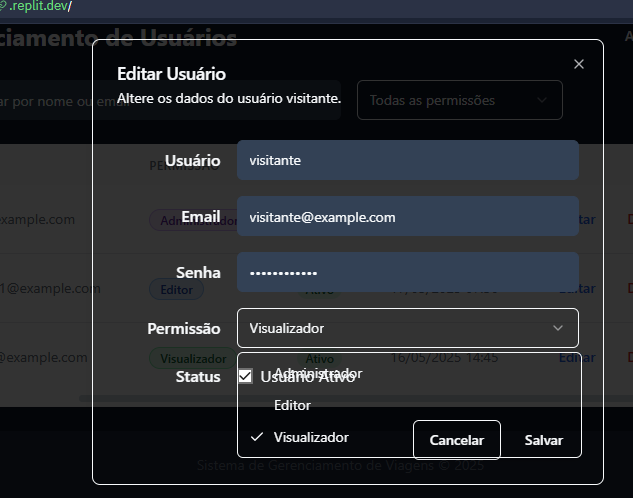 .replit.dev/
ciamento de Usuários
Editar Usuário
Altere os dados do usuário visitante.
ar por nome ou email
Todas as permissões
PERMISSÃO
Usuário
visitante
example.com
Administrador
tar
Email
visitante@example.com
Senha
••••••••••••
1@example.com
Editor
Ativo
Editar
Permissão
Visualizador
@example.com
Visualizador
Ativo
16/05/2025 14:45
Editar
Status
Usuário Ativo
Administrador
Editor
Visualizador
Cancelar
Salvar
Sistema de Gerenciamento de Viagens © 2025